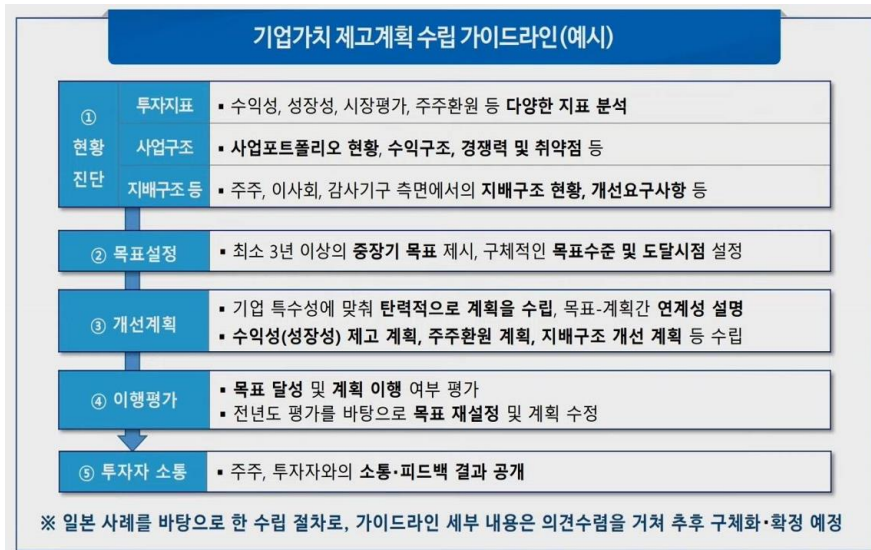 기업가치 제고계획 수립 가이드라인(예시)
①
현황
진단
투자지표
▪ 수익성, 성장성, 시장평가, 주주환원 등 다양한 지표 분석
사업구조
▪ 사업포트폴리오 현황, 수익구조, 경쟁력 및 취약점 등
지배구조 등
▪ 주주, 이사회, 감사기구 측면에서의 지배구조 현황, 개선요구사항 등
② 목표설정
▪ 최소 3년 이상의 중장기 목표 제시, 구체적인 목표수준 및 도달시점 설정
③ 개선계획
▪ 기업 특수성에 맞춰 탄력적으로 계획을 수립, 목표-계획간 연계성 설명
▪ 수익성(성장성) 제고 계획, 주주환원 계획, 지배구조 개선 계획 등 수립
④ 이행평가
▪ 목표 달성 및 계획 이행 여부 평가
▪ 전년도 평가를 바탕으로 목표 재설정 및 계획 수정
⑤ 투자자 소통
▪ 주주, 투자자와의 소통·피드백 결과 공개
※ 일본 사례를 바탕으로 한 수립 절차로, 가이드라인 세부 내용은 의견수렴을 거쳐 추후 구체화·확정 예정